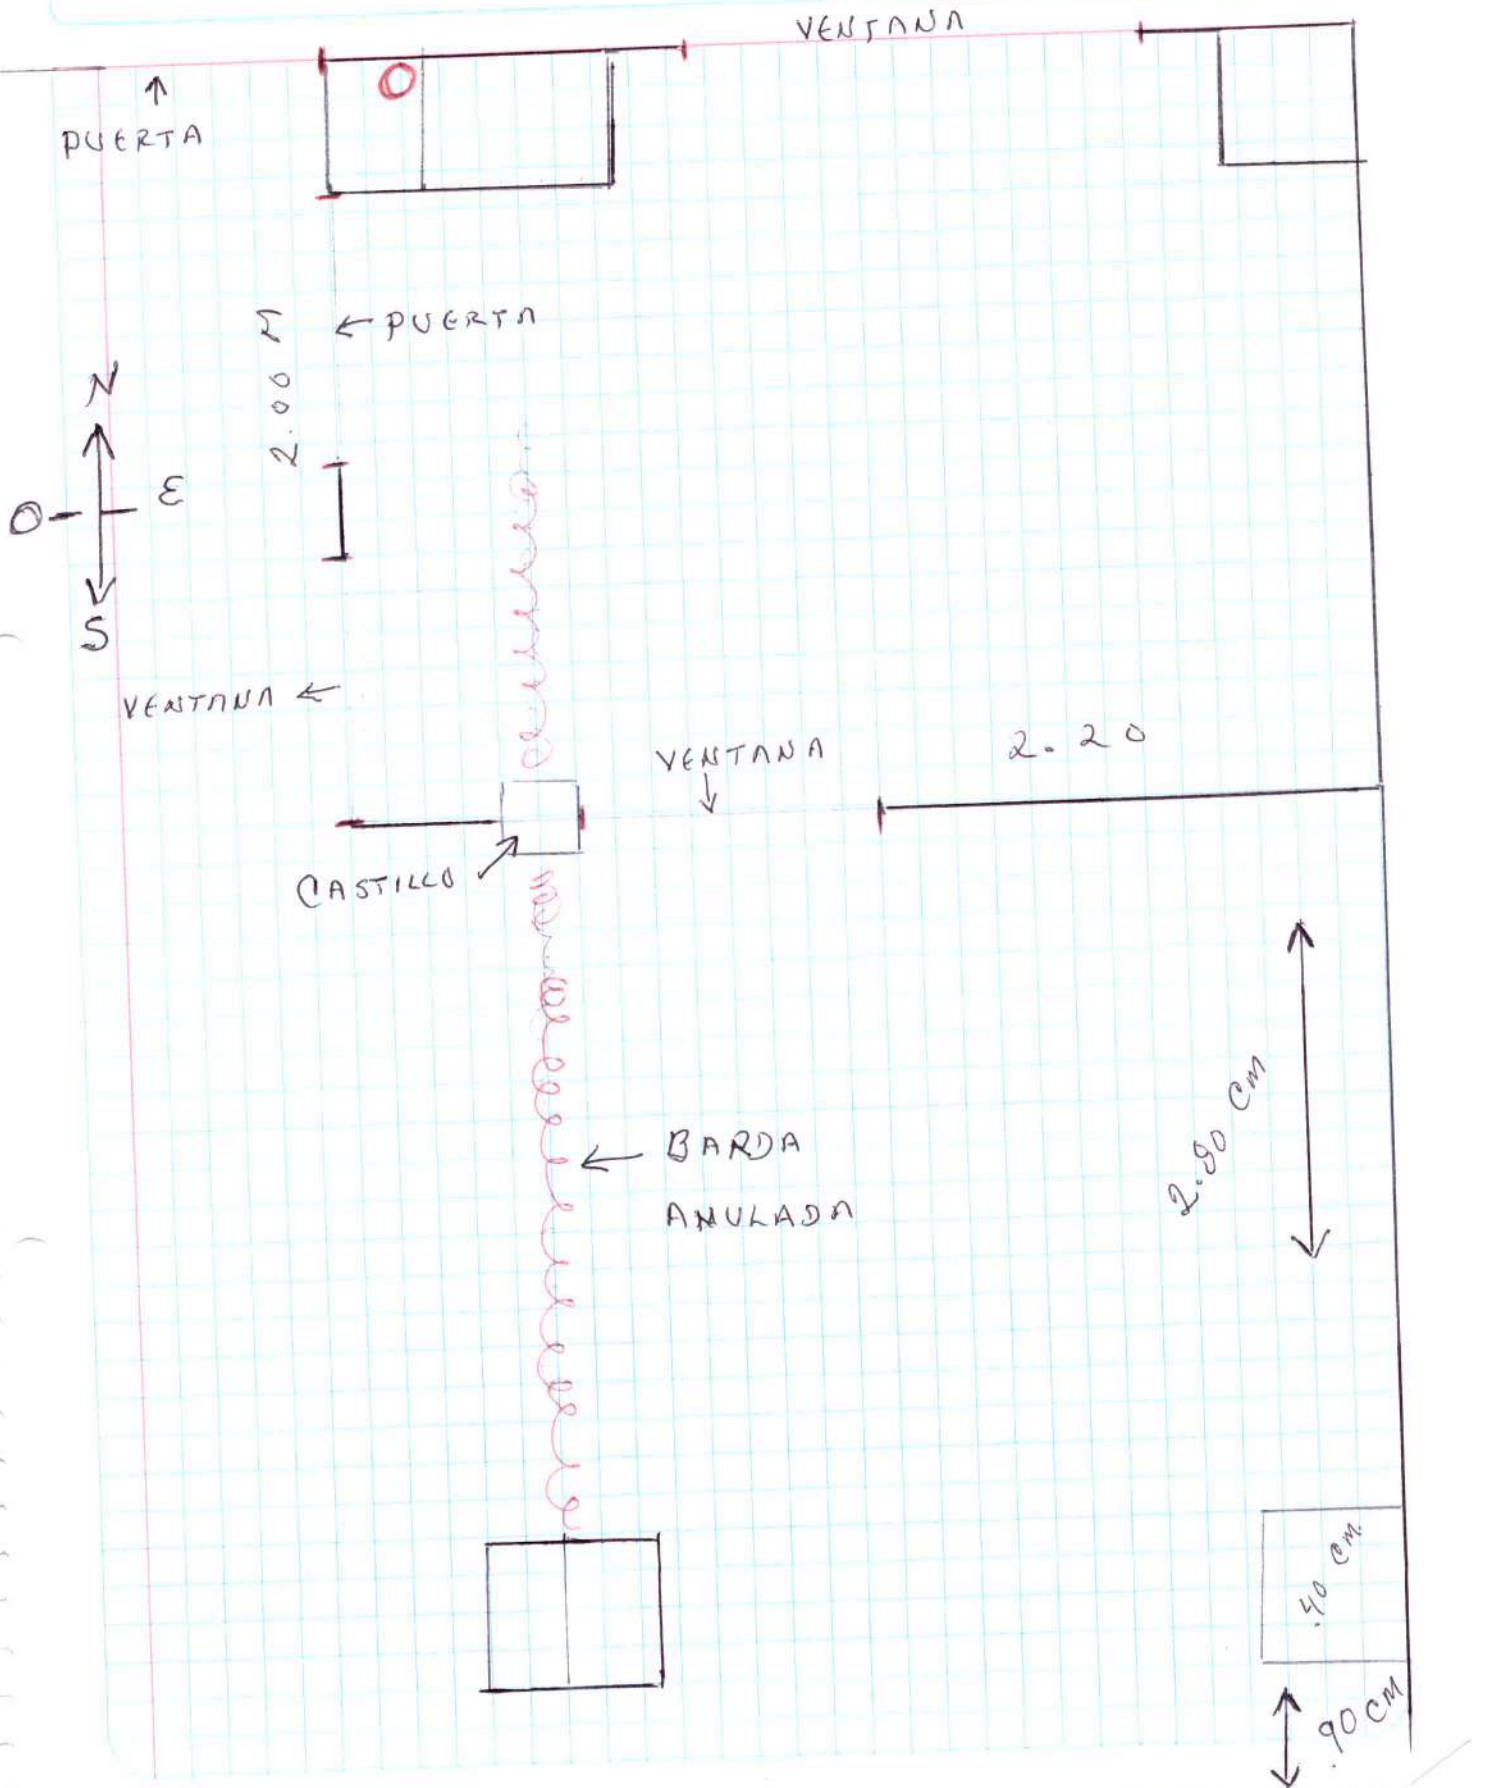 VENTANA
PUERTA
← PUERTA
2.00 M
N
O
E
S
VENTANA ←
VENTANA
2.20
CASTILLO
BARDA
ANULADA
2.90 CM
.40 CM.
.90 CM